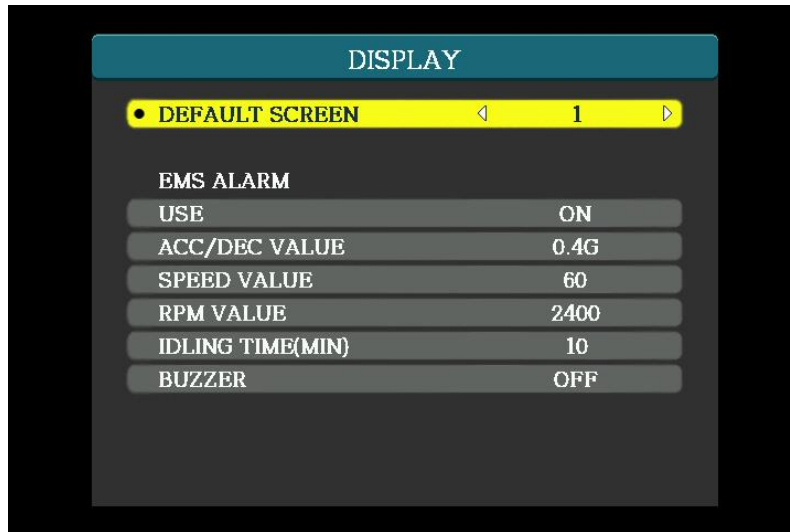 DISPLAY
DEFAULT SCREEN 1
EMS ALARM
USE ON
ACC/DEC VALUE 0.4G
SPEED VALUE 60
RPM VALUE 2400
IDLING TIME(MIN) 10
BUZZER OFF